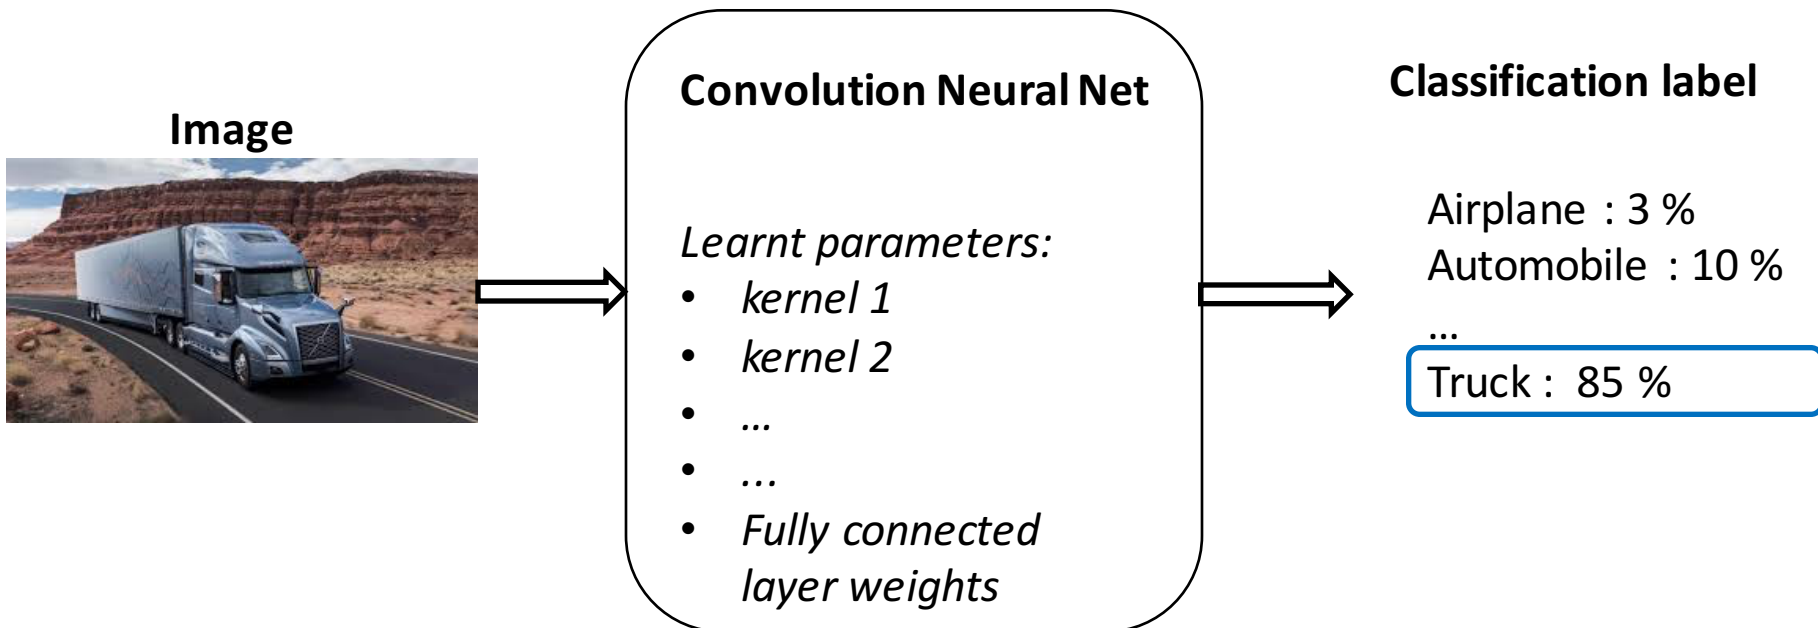 Image
Convolution Neural Net
Learnt parameters:
• kernel 1
• kernel 2
• ...
• ...
• Fully connected
layer weights
Classification label
Airplane : 3 %
Automobile : 10 %
...
Truck : 85 %